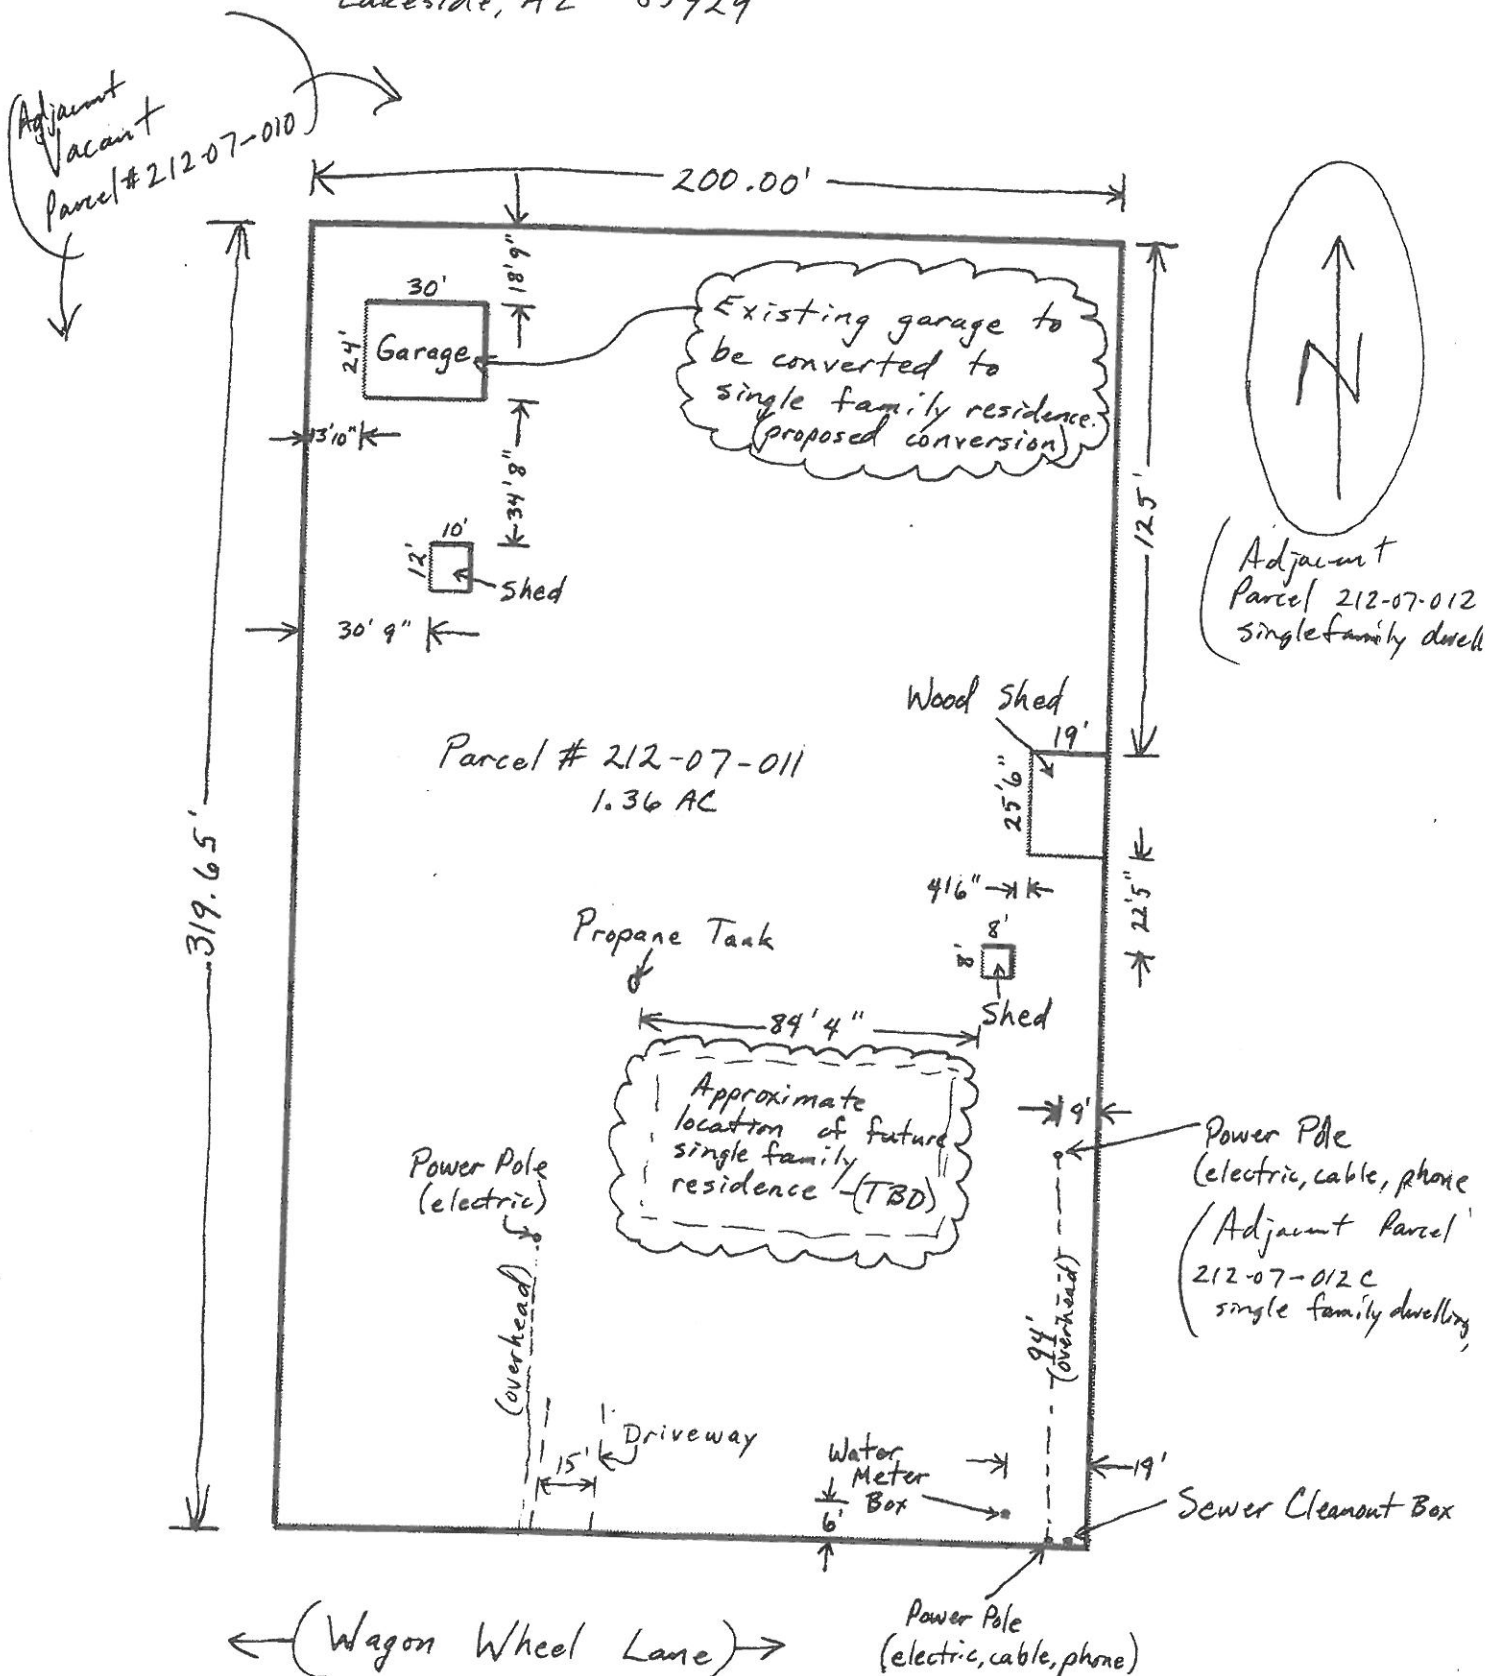 Lakeside, AZ 85929
(Adjacent
Vacant
Parcel # 212-07-010)
200.00'
18'9"
30'
24'
Garage
Existing garage to
be converted to
single family residence.
(proposed conversion)
N
13'10"
34'8"
125'
10'
12'
Shed
30' 9"
(Adjacent
Parcel 212-07-012
single family dwell
Wood Shed
19'
25'6"
Parcel # 212-07-011
1.36 AC
319.65'
4'6"
22'5"
8'
8'
Shed
Propane Tank
84'4"
Approximate
location of future
single family
residence -(TBD)
9'
Power Pole
(electric, cable, phone
Power Pole
(electric)
(Adjacent Parcel
212-07-012C
single family dwelling
(overhead)
94'
(overhead)
Driveway
15'
Water
Meter
Box
6'
19'
Sewer Cleanout Box
(Wagon Wheel Lane)
Power Pole
(electric, cable, phone)